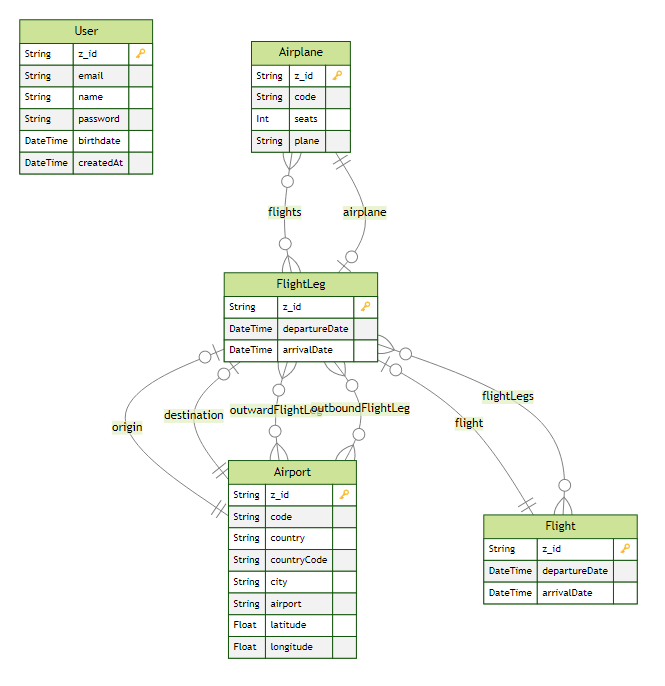 User
String z_id
String email
String name
String password
DateTime birthdate
DateTime createdAt
Airplane
String z_id
String code
Int seats
String plane
flights
airplane
FlightLeg
String z_id
DateTime departureDate
DateTime arrivalDate
origin
destination
outwardFlightLeg
outboundFlightLeg
flightLegs
flight
Airport
String z_id
String code
String country
String countryCode
String city
String airport
Float latitude
Float longitude
Flight
String z_id
DateTime departureDate
DateTime arrivalDate